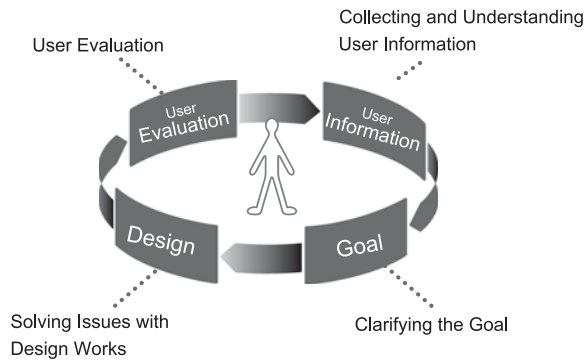 Collecting and Understanding
User Information
User Evaluation
User
Evaluation
User
Information
Design
Goal
Solving Issues with
Design Works
Clarifying the Goal